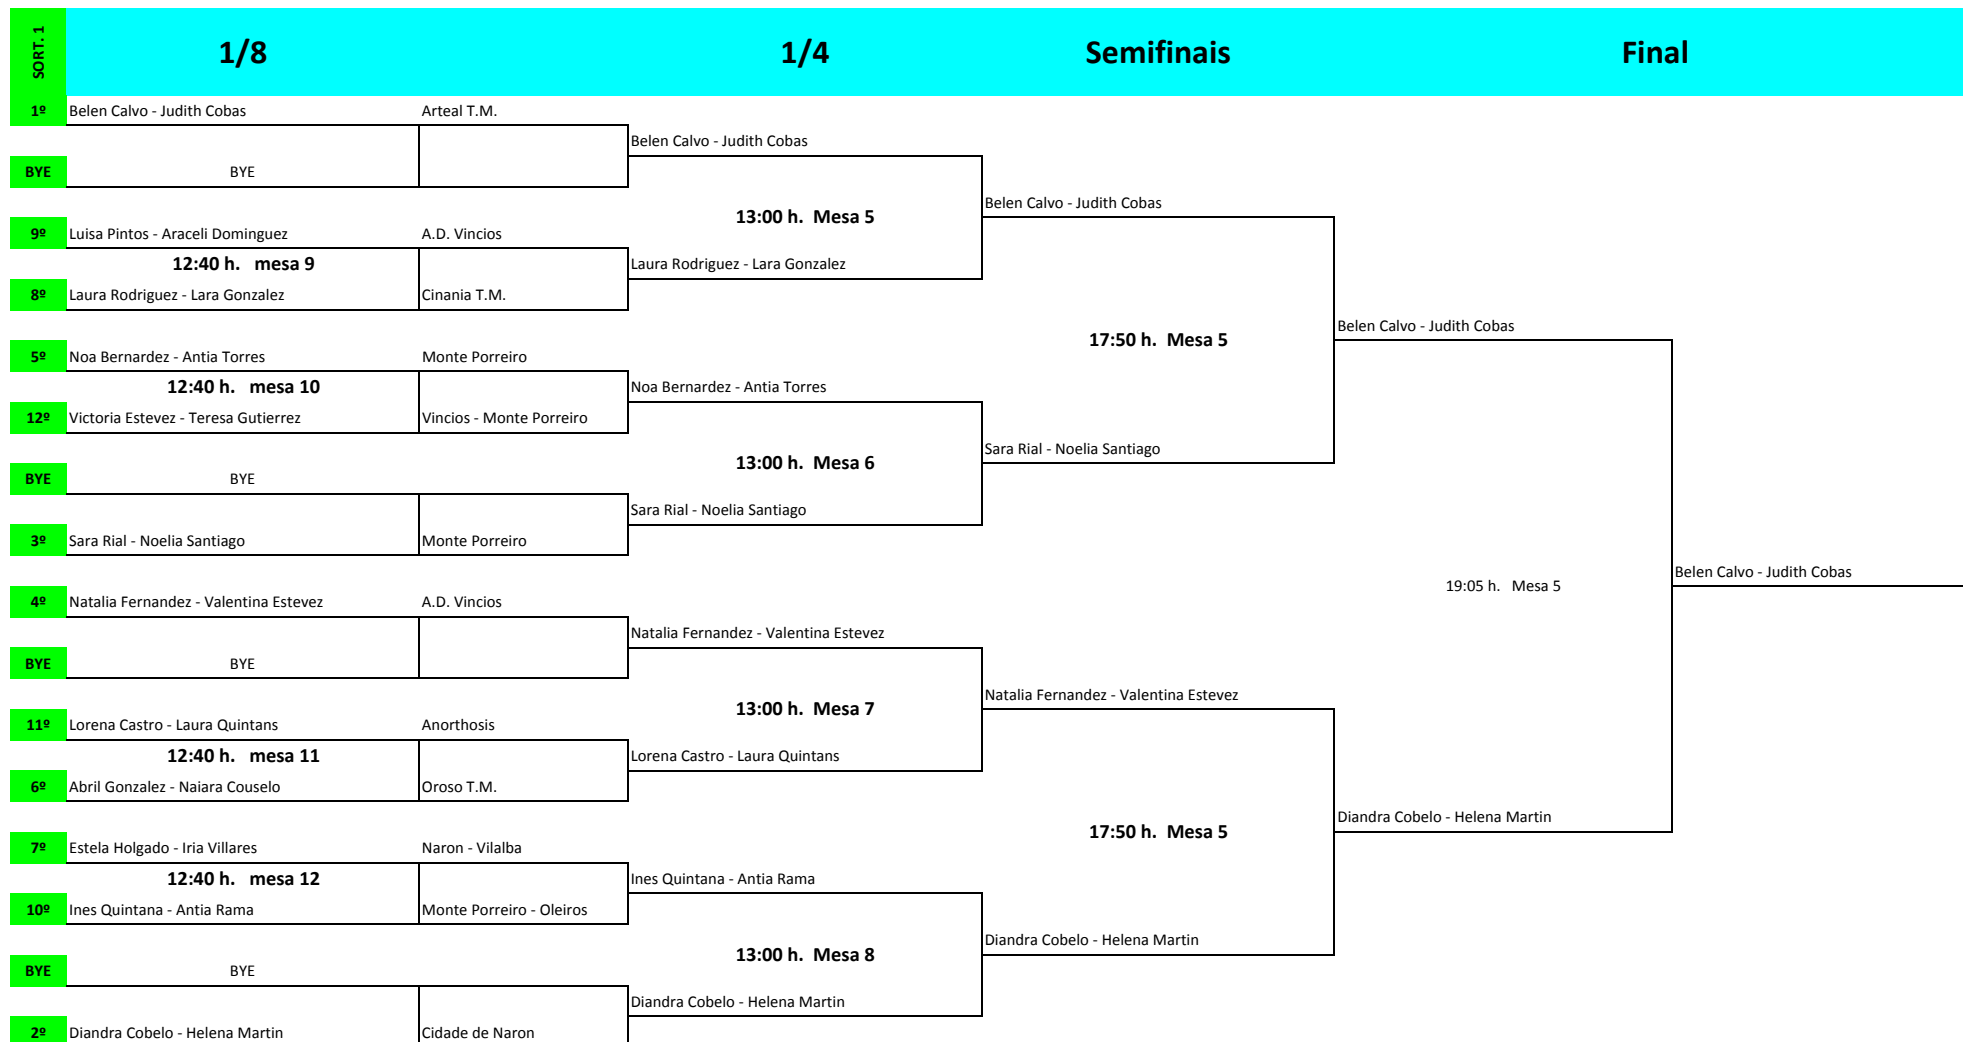 SORT. 1 1/8 1/4 Semifinais Final
1º Belen Calvo - Judith Cobas Arteal T.M.
Belen Calvo - Judith Cobas
BYE BYE
Belen Calvo - Judith Cobas
13:00 h. Mesa 5
9º Luisa Pintos - Araceli Dominguez A.D. Vincios
12:40 h. mesa 9 Laura Rodriguez - Lara Gonzalez
8º Laura Rodriguez - Lara Gonzalez Cinania T.M.
Belen Calvo - Judith Cobas
17:50 h. Mesa 5
5º Noa Bernardez - Antia Torres Monte Porreiro
12:40 h. mesa 10 Noa Bernardez - Antia Torres
12º Victoria Estevez - Teresa Gutierrez Vincios - Monte Porreiro
Sara Rial - Noelia Santiago
13:00 h. Mesa 6
BYE BYE
Sara Rial - Noelia Santiago
3º Sara Rial - Noelia Santiago Monte Porreiro
Belen Calvo - Judith Cobas
19:05 h. Mesa 5
4º Natalia Fernandez - Valentina Estevez A.D. Vincios
Natalia Fernandez - Valentina Estevez
BYE BYE
Natalia Fernandez - Valentina Estevez
13:00 h. Mesa 7
11º Lorena Castro - Laura Quintans Anorthosis
12:40 h. mesa 11 Lorena Castro - Laura Quintans
6º Abril Gonzalez - Naiara Couselo Oroso T.M.
Diandra Cobelo - Helena Martin
17:50 h. Mesa 5
7º Estela Holgado - Iria Villares Naron - Vilalba
12:40 h. mesa 12 Ines Quintana - Antia Rama
10º Ines Quintana - Antia Rama Monte Porreiro - Oleiros
Diandra Cobelo - Helena Martin
13:00 h. Mesa 8
BYE BYE
Diandra Cobelo - Helena Martin
2º Diandra Cobelo - Helena Martin Cidade de Naron